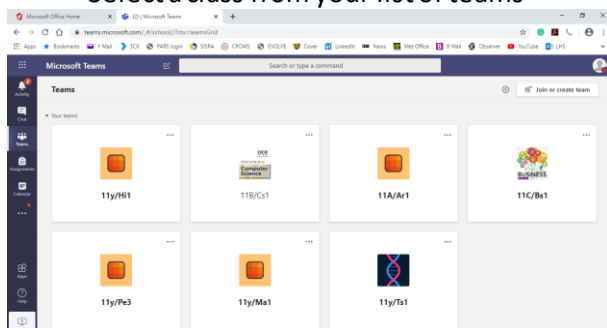 Select a class from your list of teams
Microsoft Office Home
(2) | Microsoft Teams
teams.microsoft.com/_#/school//?ctx=teamsGrid
Apps
Bookmarks
Y Mail
3CX
PARS login
SISRA
CPOMS
EVOLVE
Cover
LinkedIn
News
Met Office
B Mail
Observer
YouTube
LHS
Microsoft Teams
Search or type a command
Activity
Chat
Teams
Assignments
Calendar
Apps
Help
Teams
Join or create team
Your teams
11y/Hi1
OCR
Computer
Science
11B/Cs1
11A/Ar1
BUSINESS
11C/Bs1
11y/Pe3
11y/Ma1
11y/Ts1